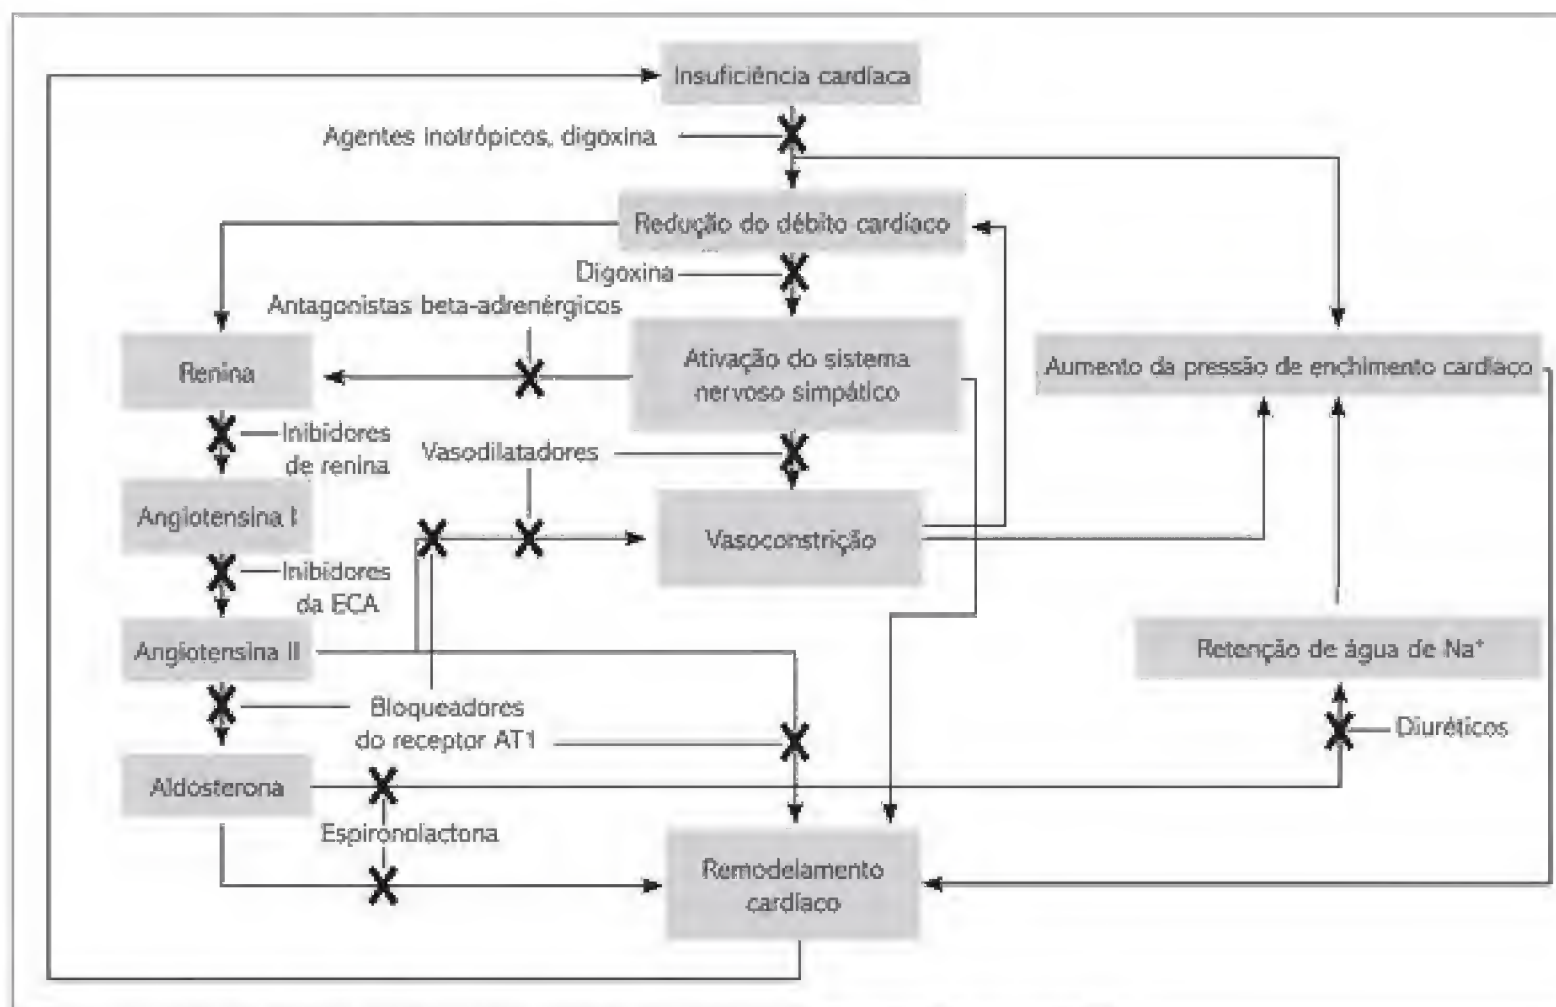 Insuficiência cardíaca
Agentes inotrópicos, digoxina
Redução do débito cardíaco
Digoxina
Antagonistas beta-adrenérgicos
Renina
Ativação do sistema
nervoso simpático
Aumento da pressão de enchimento cardíaco
Inibidores
de renina
Vasodilatadores
Angiotensina I
Vasoconstrição
Inibidores
da ECA
Angiotensina II
Retenção de água de Na⁺
Bloqueadores
do receptor AT1
Diuréticos
Aldosterona
Espironolactona
Remodelamento
cardíaco